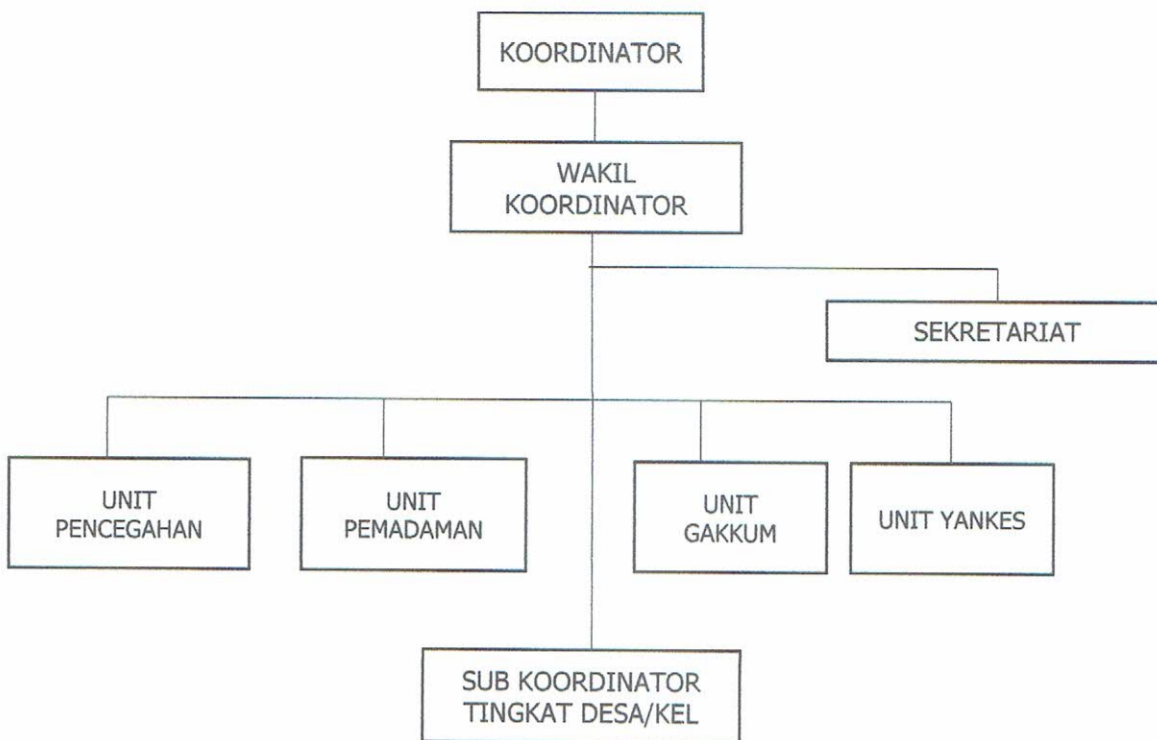 KOORDINATOR
WAKIL
KOORDINATOR
SEKRETARIAT
UNIT
PENCEGAHAN
UNIT
PEMADAMAN
UNIT
GAKKUM
UNIT YANKES
SUB KOORDINATOR
TINGKAT DESA/KEL